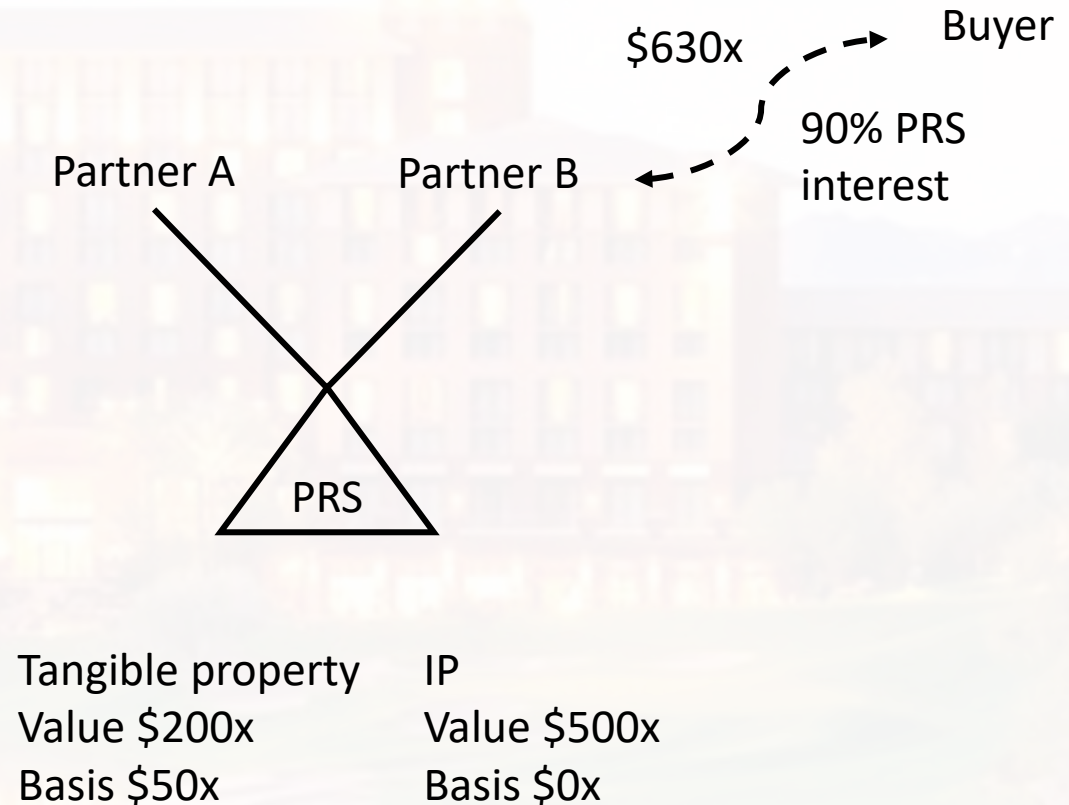 Buyer
$630x
90% PRS
interest
Partner A
Partner B
PRS
Tangible property
Value $200x
Basis $50x
IP
Value $500x
Basis $0x